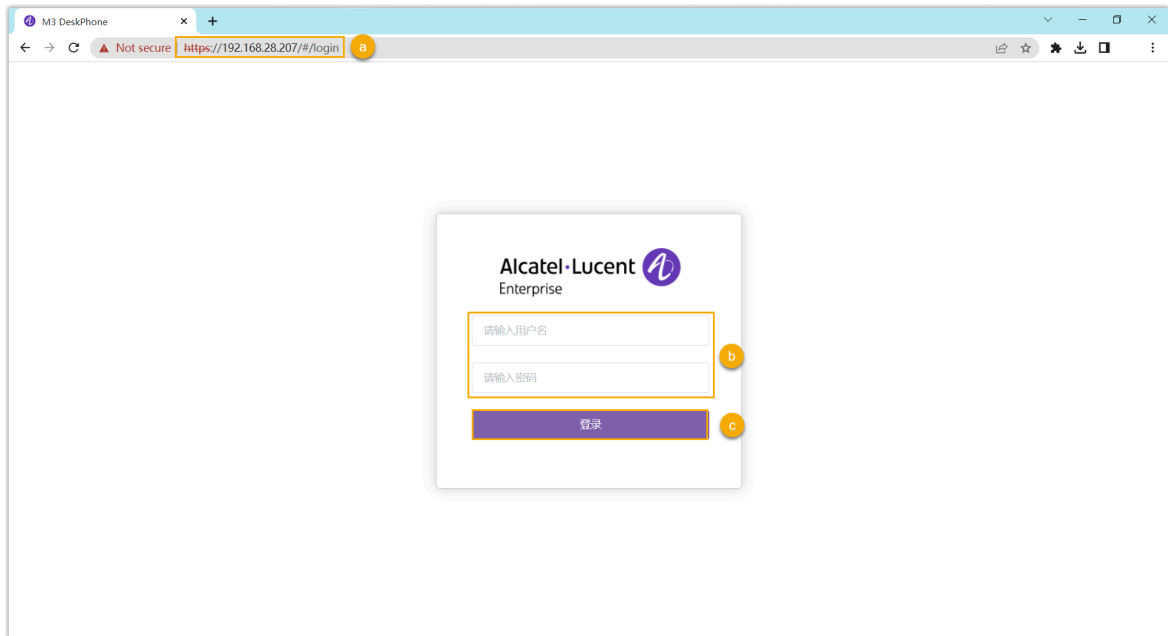 M3 DeskPhone
Not secure https://192.168.28.207/#/login a
Alcatel·Lucent
Enterprise
请输入用户名
b
请输入密码
登录 c